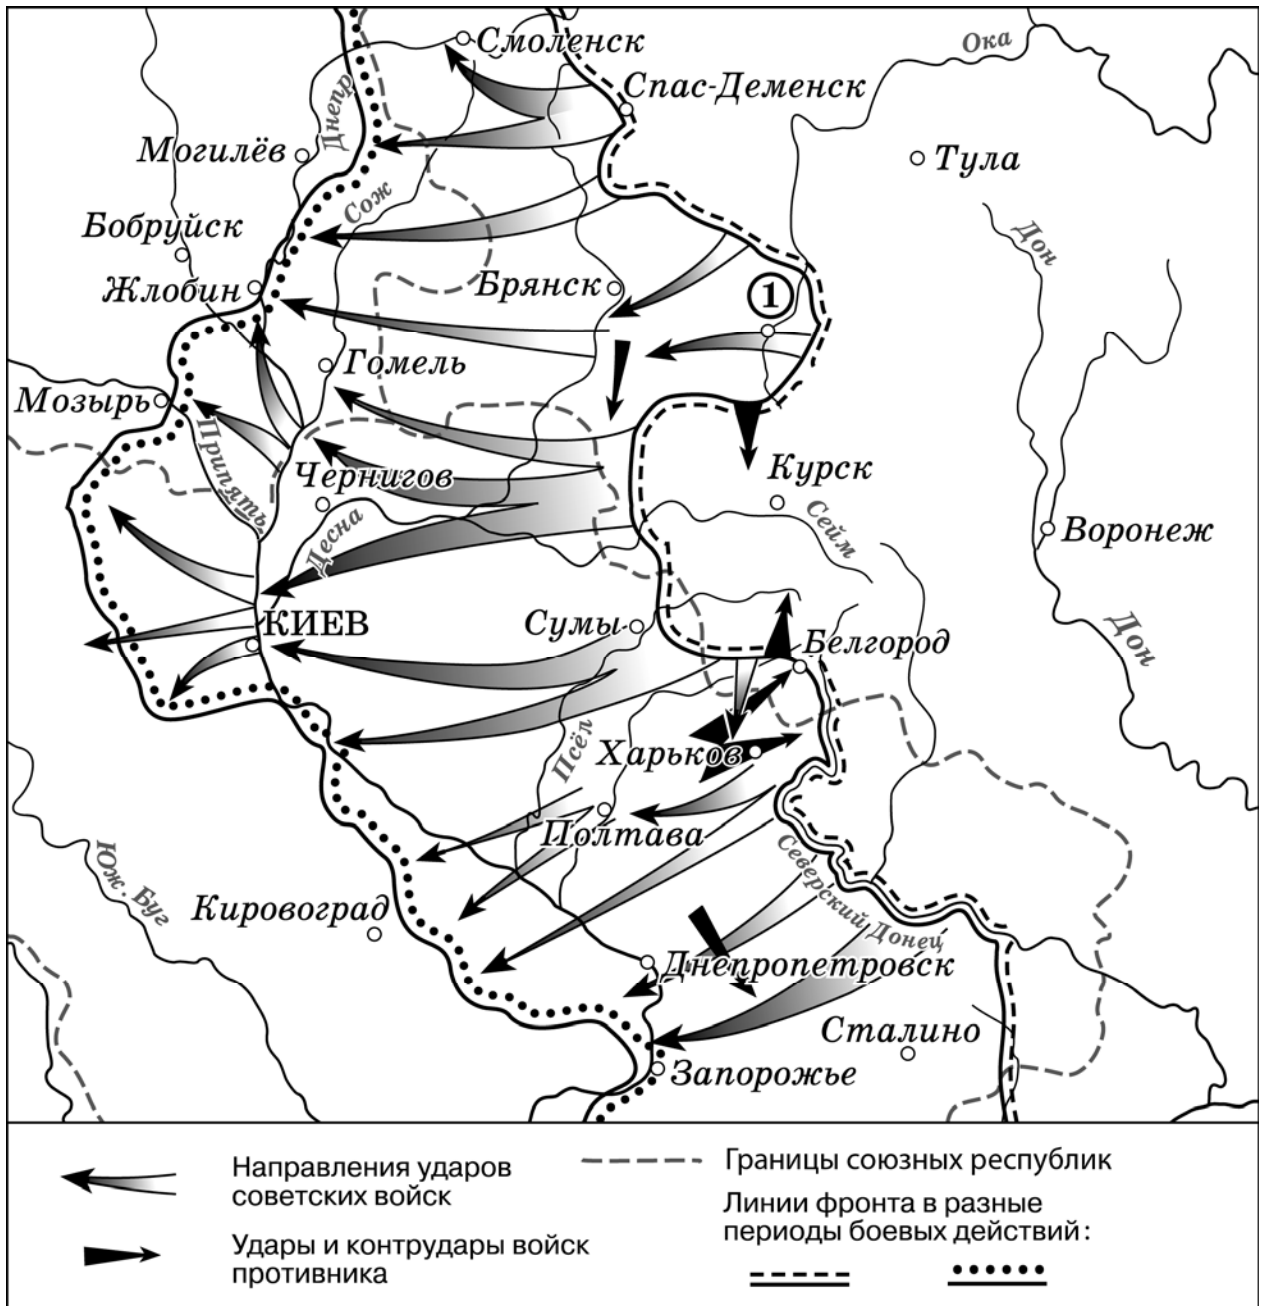 Смоленск
Ока
Спас-Деменск
Днепр
Могилёв
Тула
Сож
Бобруйск
Дон
Жлобин
Брянск
1
Гомель
Мозырь
Припять
Чернигов
Курск
Десна
Сейм
Воронеж
КИЕВ
Сумы
Белгород
Дон
Псёл
Харьков
Полтава
Северский Донец
Юж. Буг
Кировоград
Днепропетровск
Сталино
Запорожье
Направления ударов
советских войск
Удары и контрудары войск
противника
Границы союзных республик
Линии фронта в разные
периоды боевых действий: